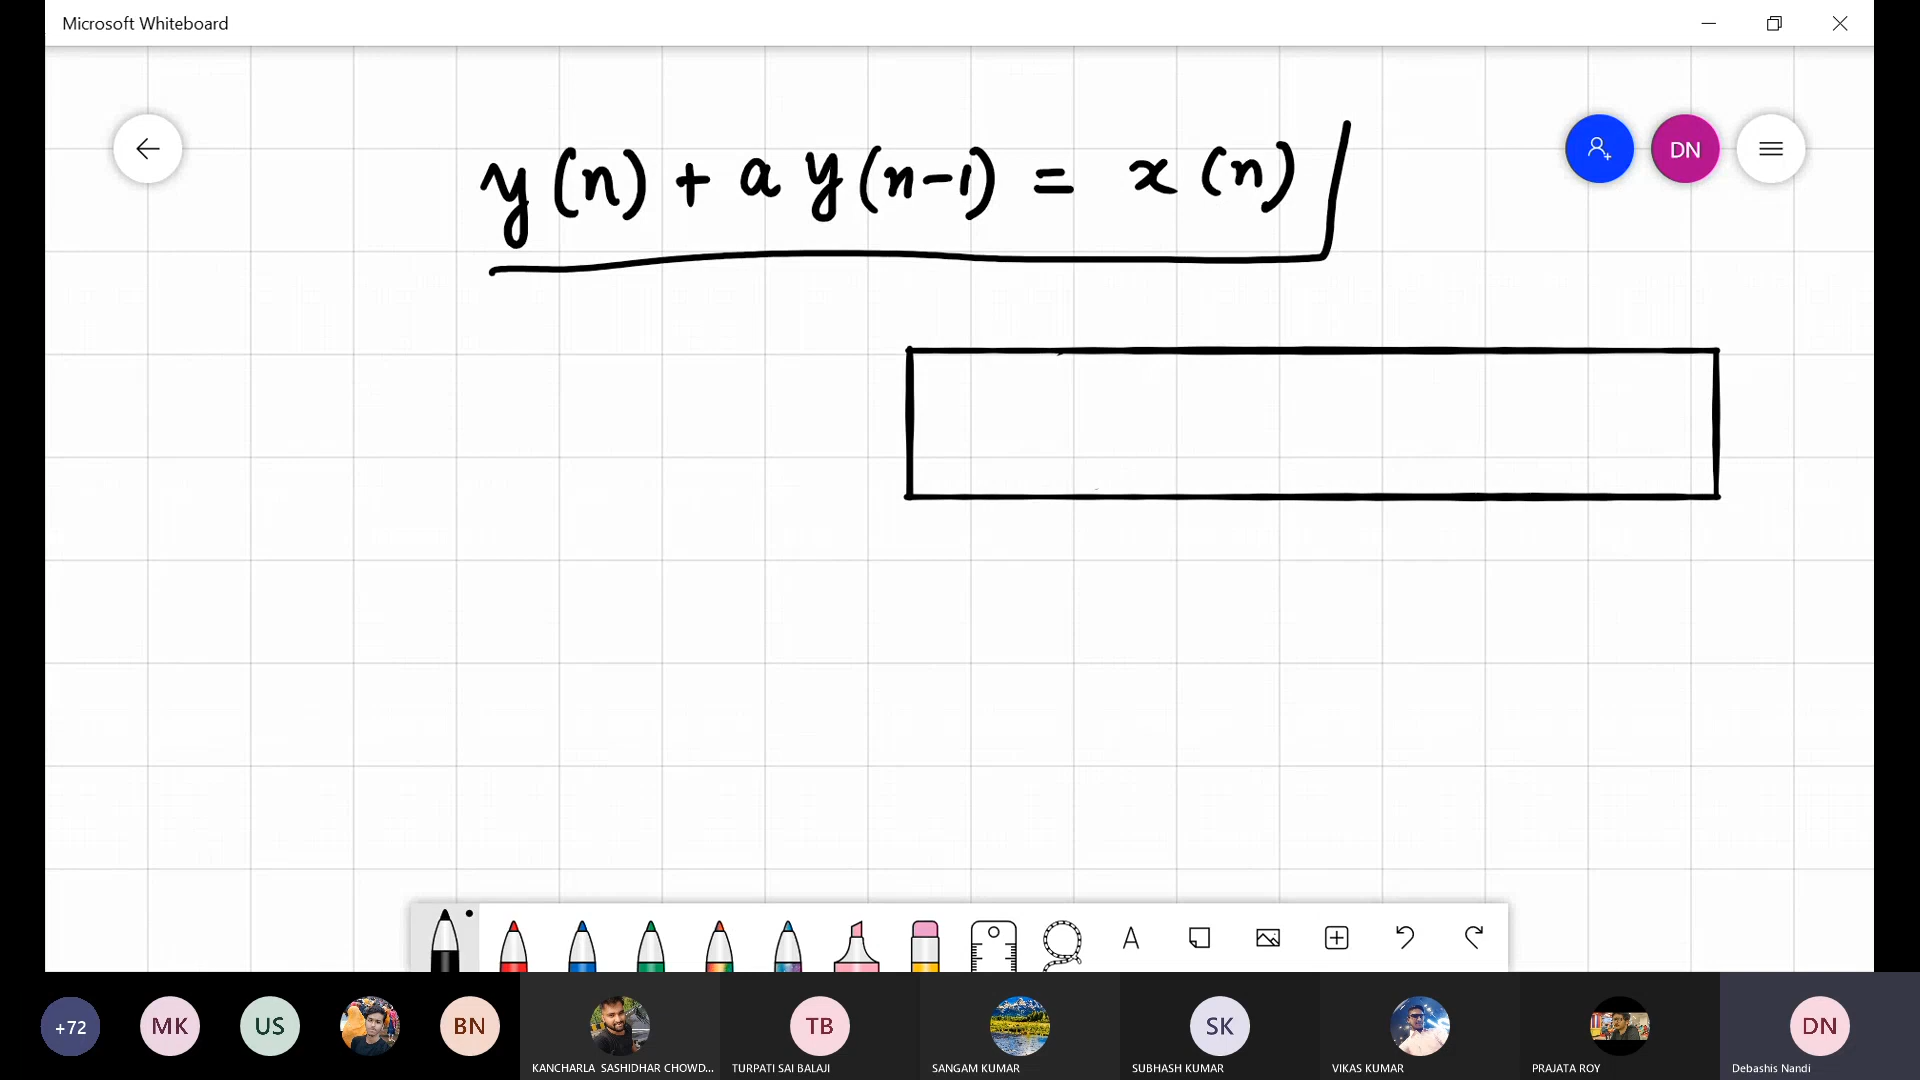 Microsoft Whiteboard
y(n) + a y(n-1) = x(n)
DN
A
+72
MK
US
BN
TB
SK
DN
KANCHARLA SASHIDHAR CHOWD...
TURPATI SAI BALAJI
SANGAM KUMAR
SUBHASH KUMAR
VIKAS KUMAR
PRAJATA ROY
Debashis Nandi